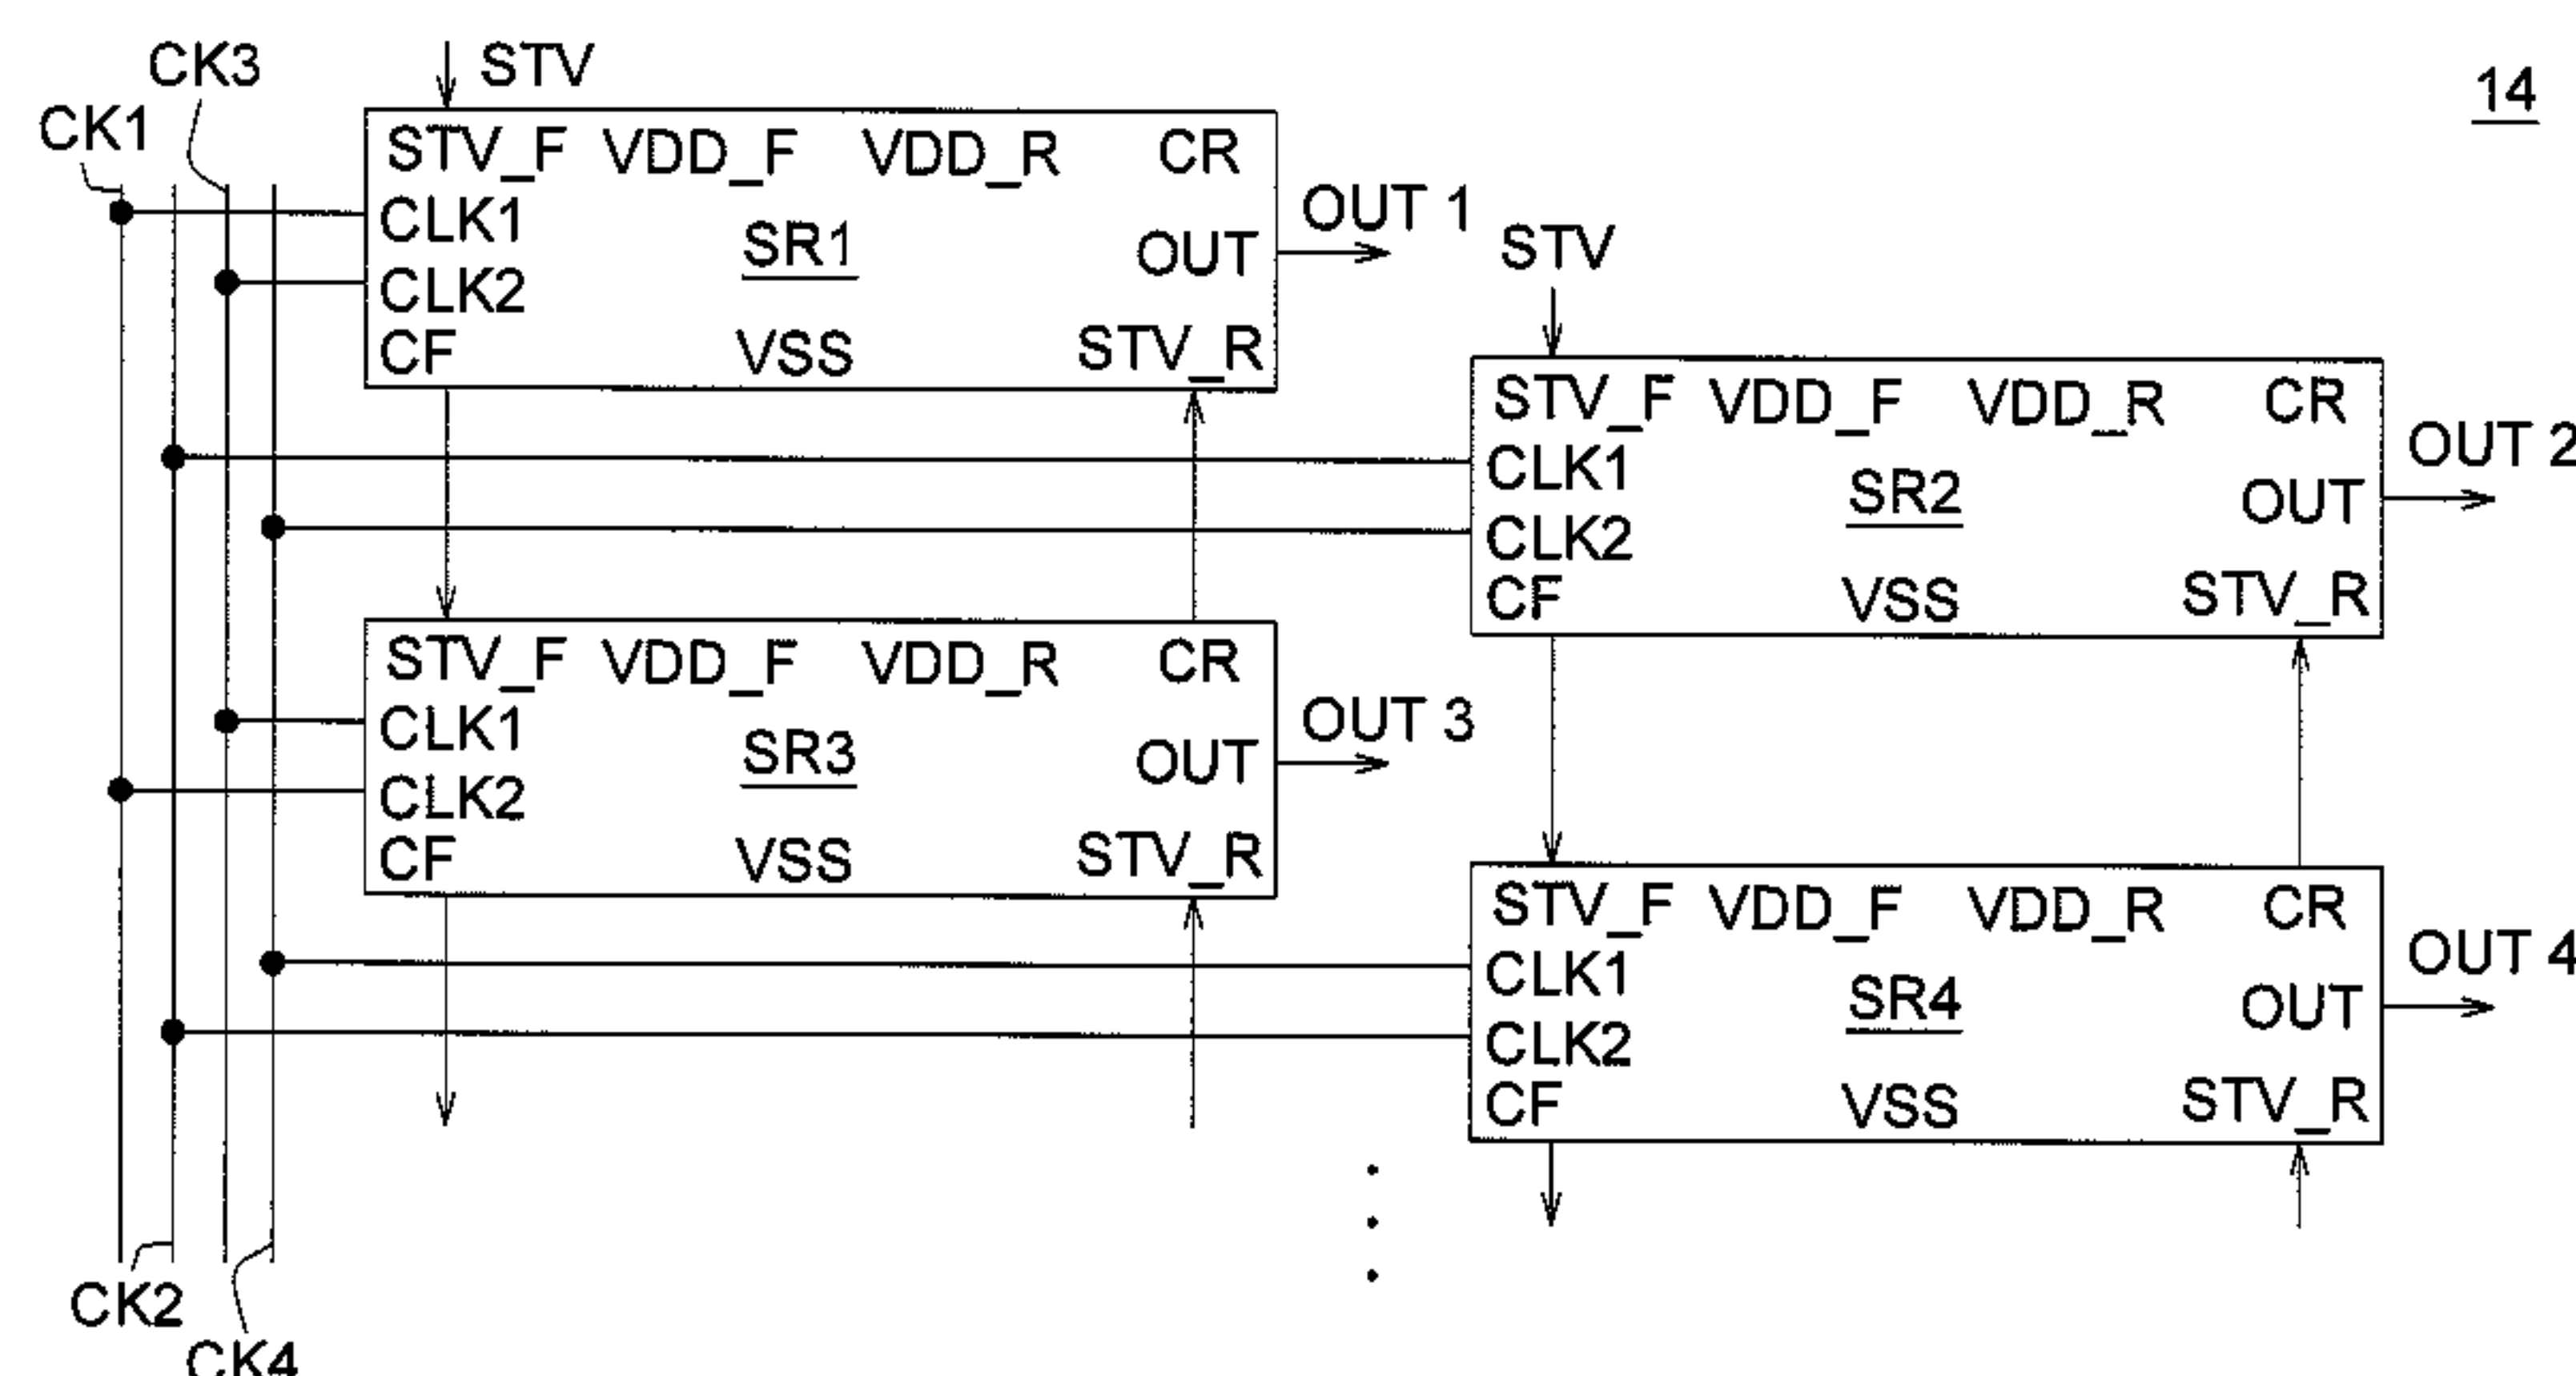 CK3
STV
14
CK1
STV_F VDD_F VDD_R CR
CLK1
SR1
OUT
OUT 1
CLK2
CF
VSS
STV_R
STV
STV_F VDD_F VDD_R CR
CLK1
SR2
OUT
OUT 2
CLK2
CF
VSS
STV_R
STV_F VDD_F VDD_R CR
CLK1
SR3
OUT
OUT 3
CLK2
CF
VSS
STV_R
STV_F VDD_F VDD_R CR
CLK1
SR4
OUT
OUT 4
CLK2
CF
VSS
STV_R
CK2
CK4